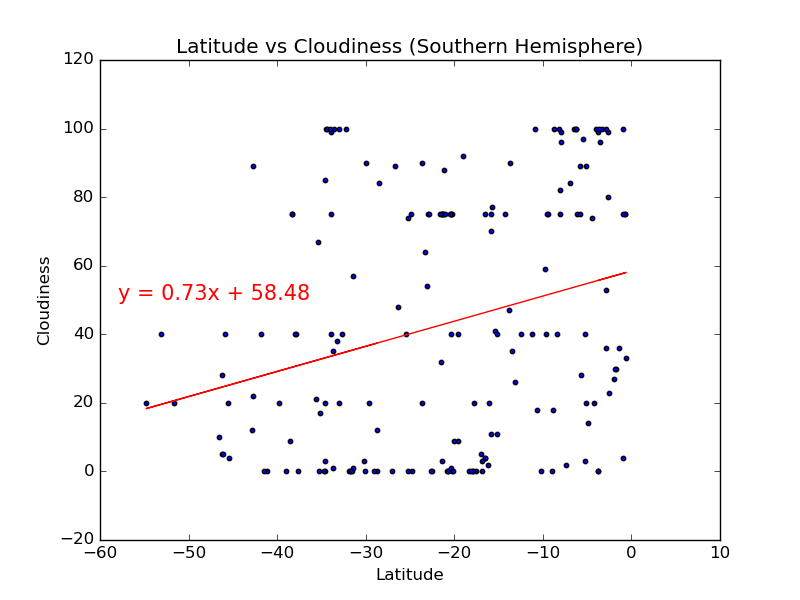 Latitude vs Cloudiness (Southern Hemisphere)
120
100
80
60
40
20
0
−20
Cloudiness
y = 0.73x + 58.48
−60 −50 −40 −30 −20 −10 0 10
Latitude